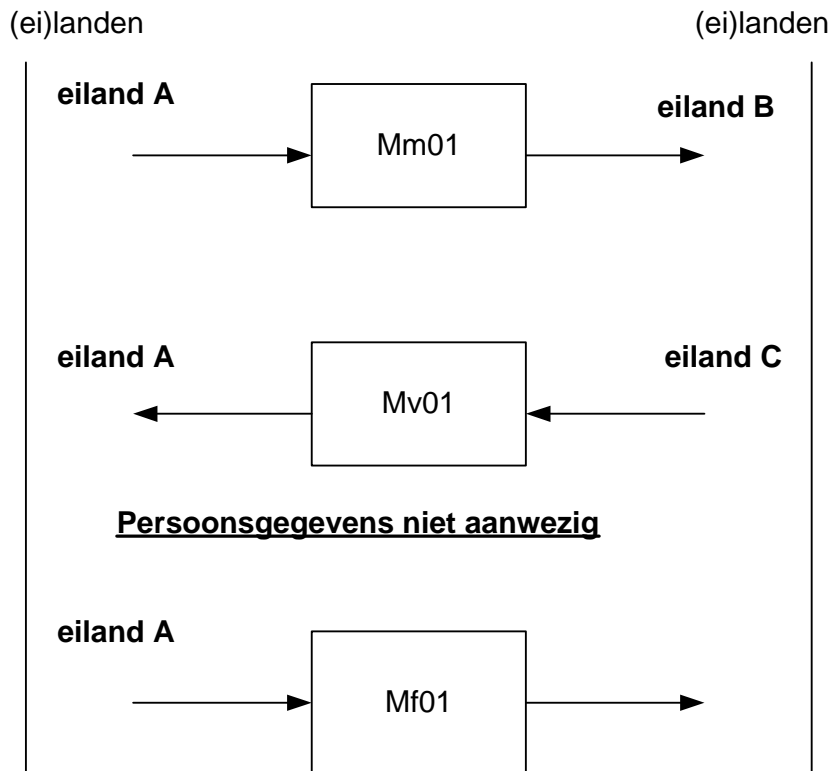 (ei)landen (ei)landen
eiland A
eiland B
Mm01
eiland A
eiland C
Mv01
Persoonsgegevens niet aanwezig
eiland A
Mf01